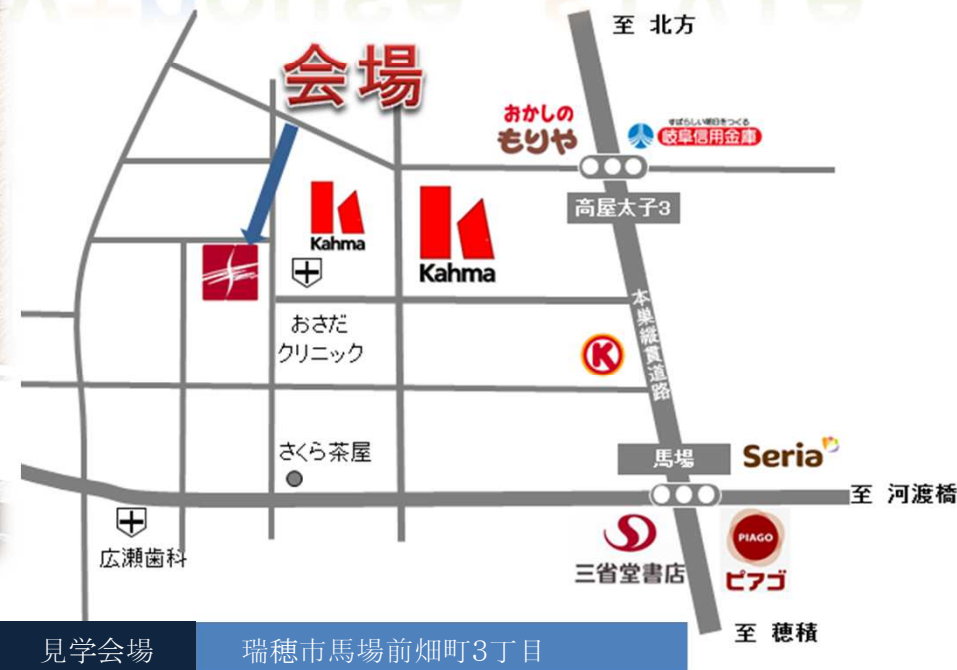 至 北方
会場
おかしの
もりや
すばらしい明日をつくる
岐阜信用金庫
高屋太子3
Kahma
Kahma
おさだ
クリニック
本巣縦貫道路
K
さくら茶屋
馬場
Seria
至 河渡橋
広瀬歯科
三省堂書店
PIAGO
ピアゴ
至 穂積
見学会場
瑞穂市馬場前畑町3丁目